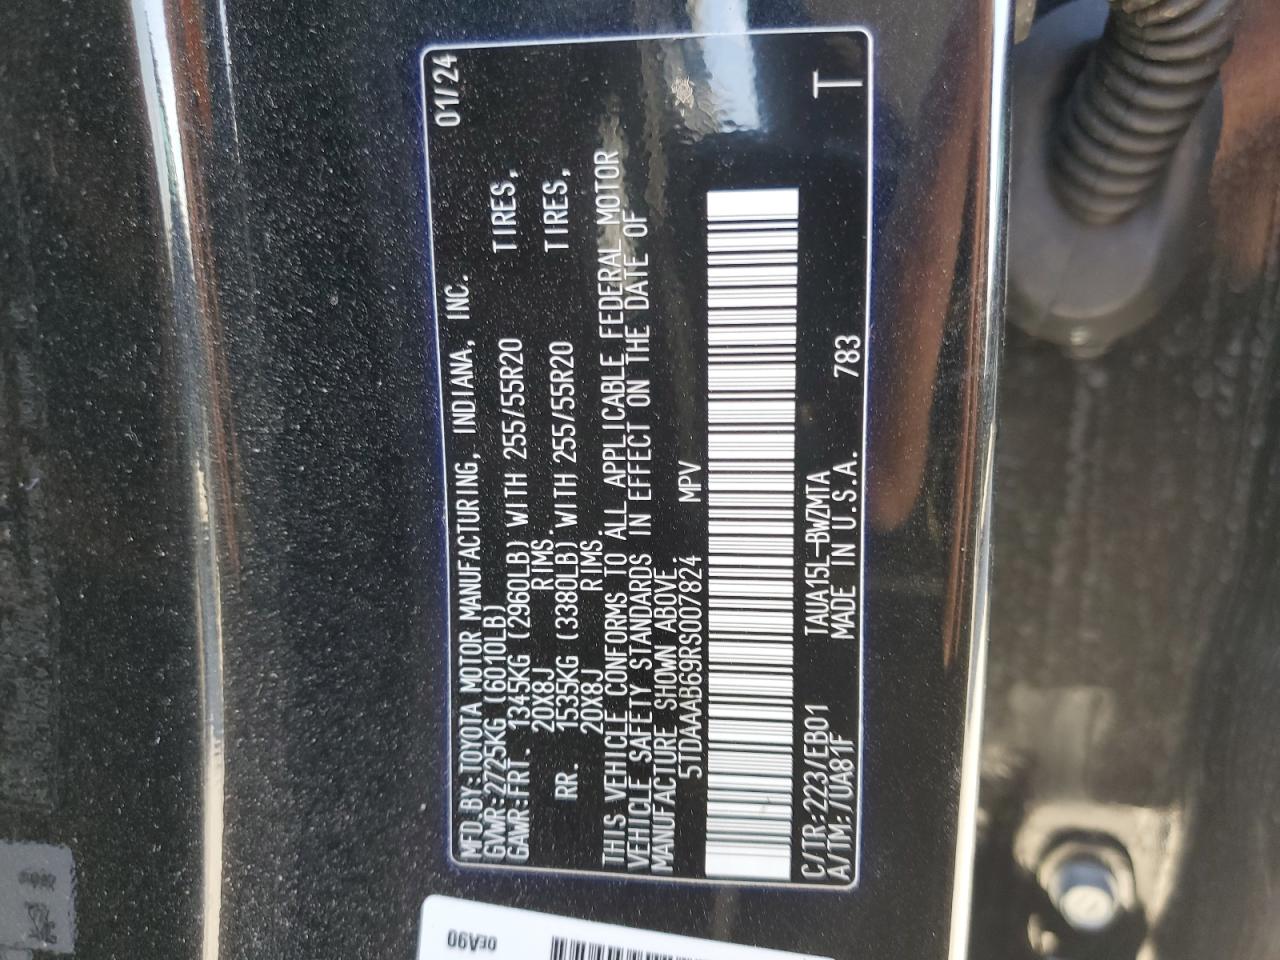 01/24
MFD.BY:TOYOTA MOTOR MANUFACTURING, INDIANA, INC.
GVWR:2725KG (6010LB)
GAWR:FRT. 1345KG (2960LB) WITH 255/55R20 TIRES,
20X8J RIMS
RR. 1535KG (3380LB) WITH 255/55R20 TIRES,
20X8J RIMS.
THIS VEHICLE CONFORMS TO ALL APPLICABLE FEDERAL MOTOR
VEHICLE SAFETY STANDARDS IN EFFECT ON THE DATE OF
MANUFACTURE SHOWN ABOVE.
5TDAAAB69RS007824 MPV
C/TR:223/EB01 TAUA15L-BWZMTA T
A/TM:/UA81F MADE IN U.S.A. 783
0EA90